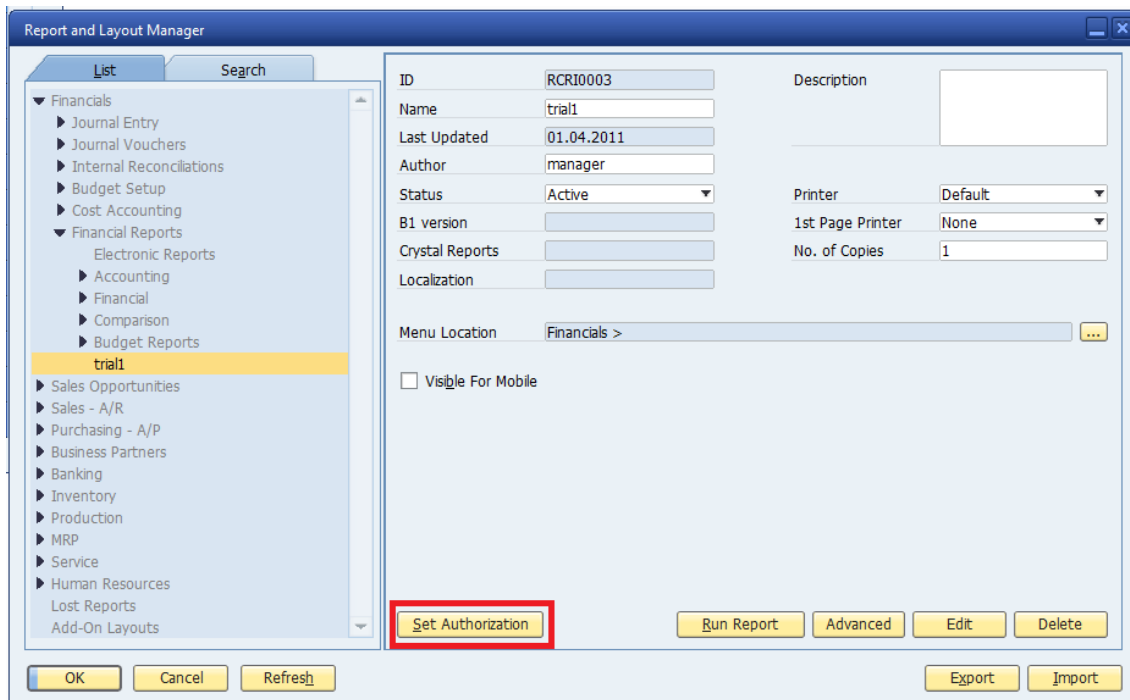 Report and Layout Manager
List Search
Financials
Journal Entry
Journal Vouchers
Internal Reconciliations
Budget Setup
Cost Accounting
Financial Reports
Electronic Reports
Accounting
Financial
Comparison
Budget Reports
trial1
Sales Opportunities
Sales - A/R
Purchasing - A/P
Business Partners
Banking
Inventory
Production
MRP
Service
Human Resources
Lost Reports
Add-On Layouts
ID RCRI0003 Description
Name trial1
Last Updated 01.04.2011
Author manager
Status Active Printer Default
B1 version 1st Page Printer None
Crystal Reports No. of Copies 1
Localization
Menu Location Financials > ...
Visible For Mobile
Set Authorization Run Report Advanced Edit Delete
OK Cancel Refresh Export Import